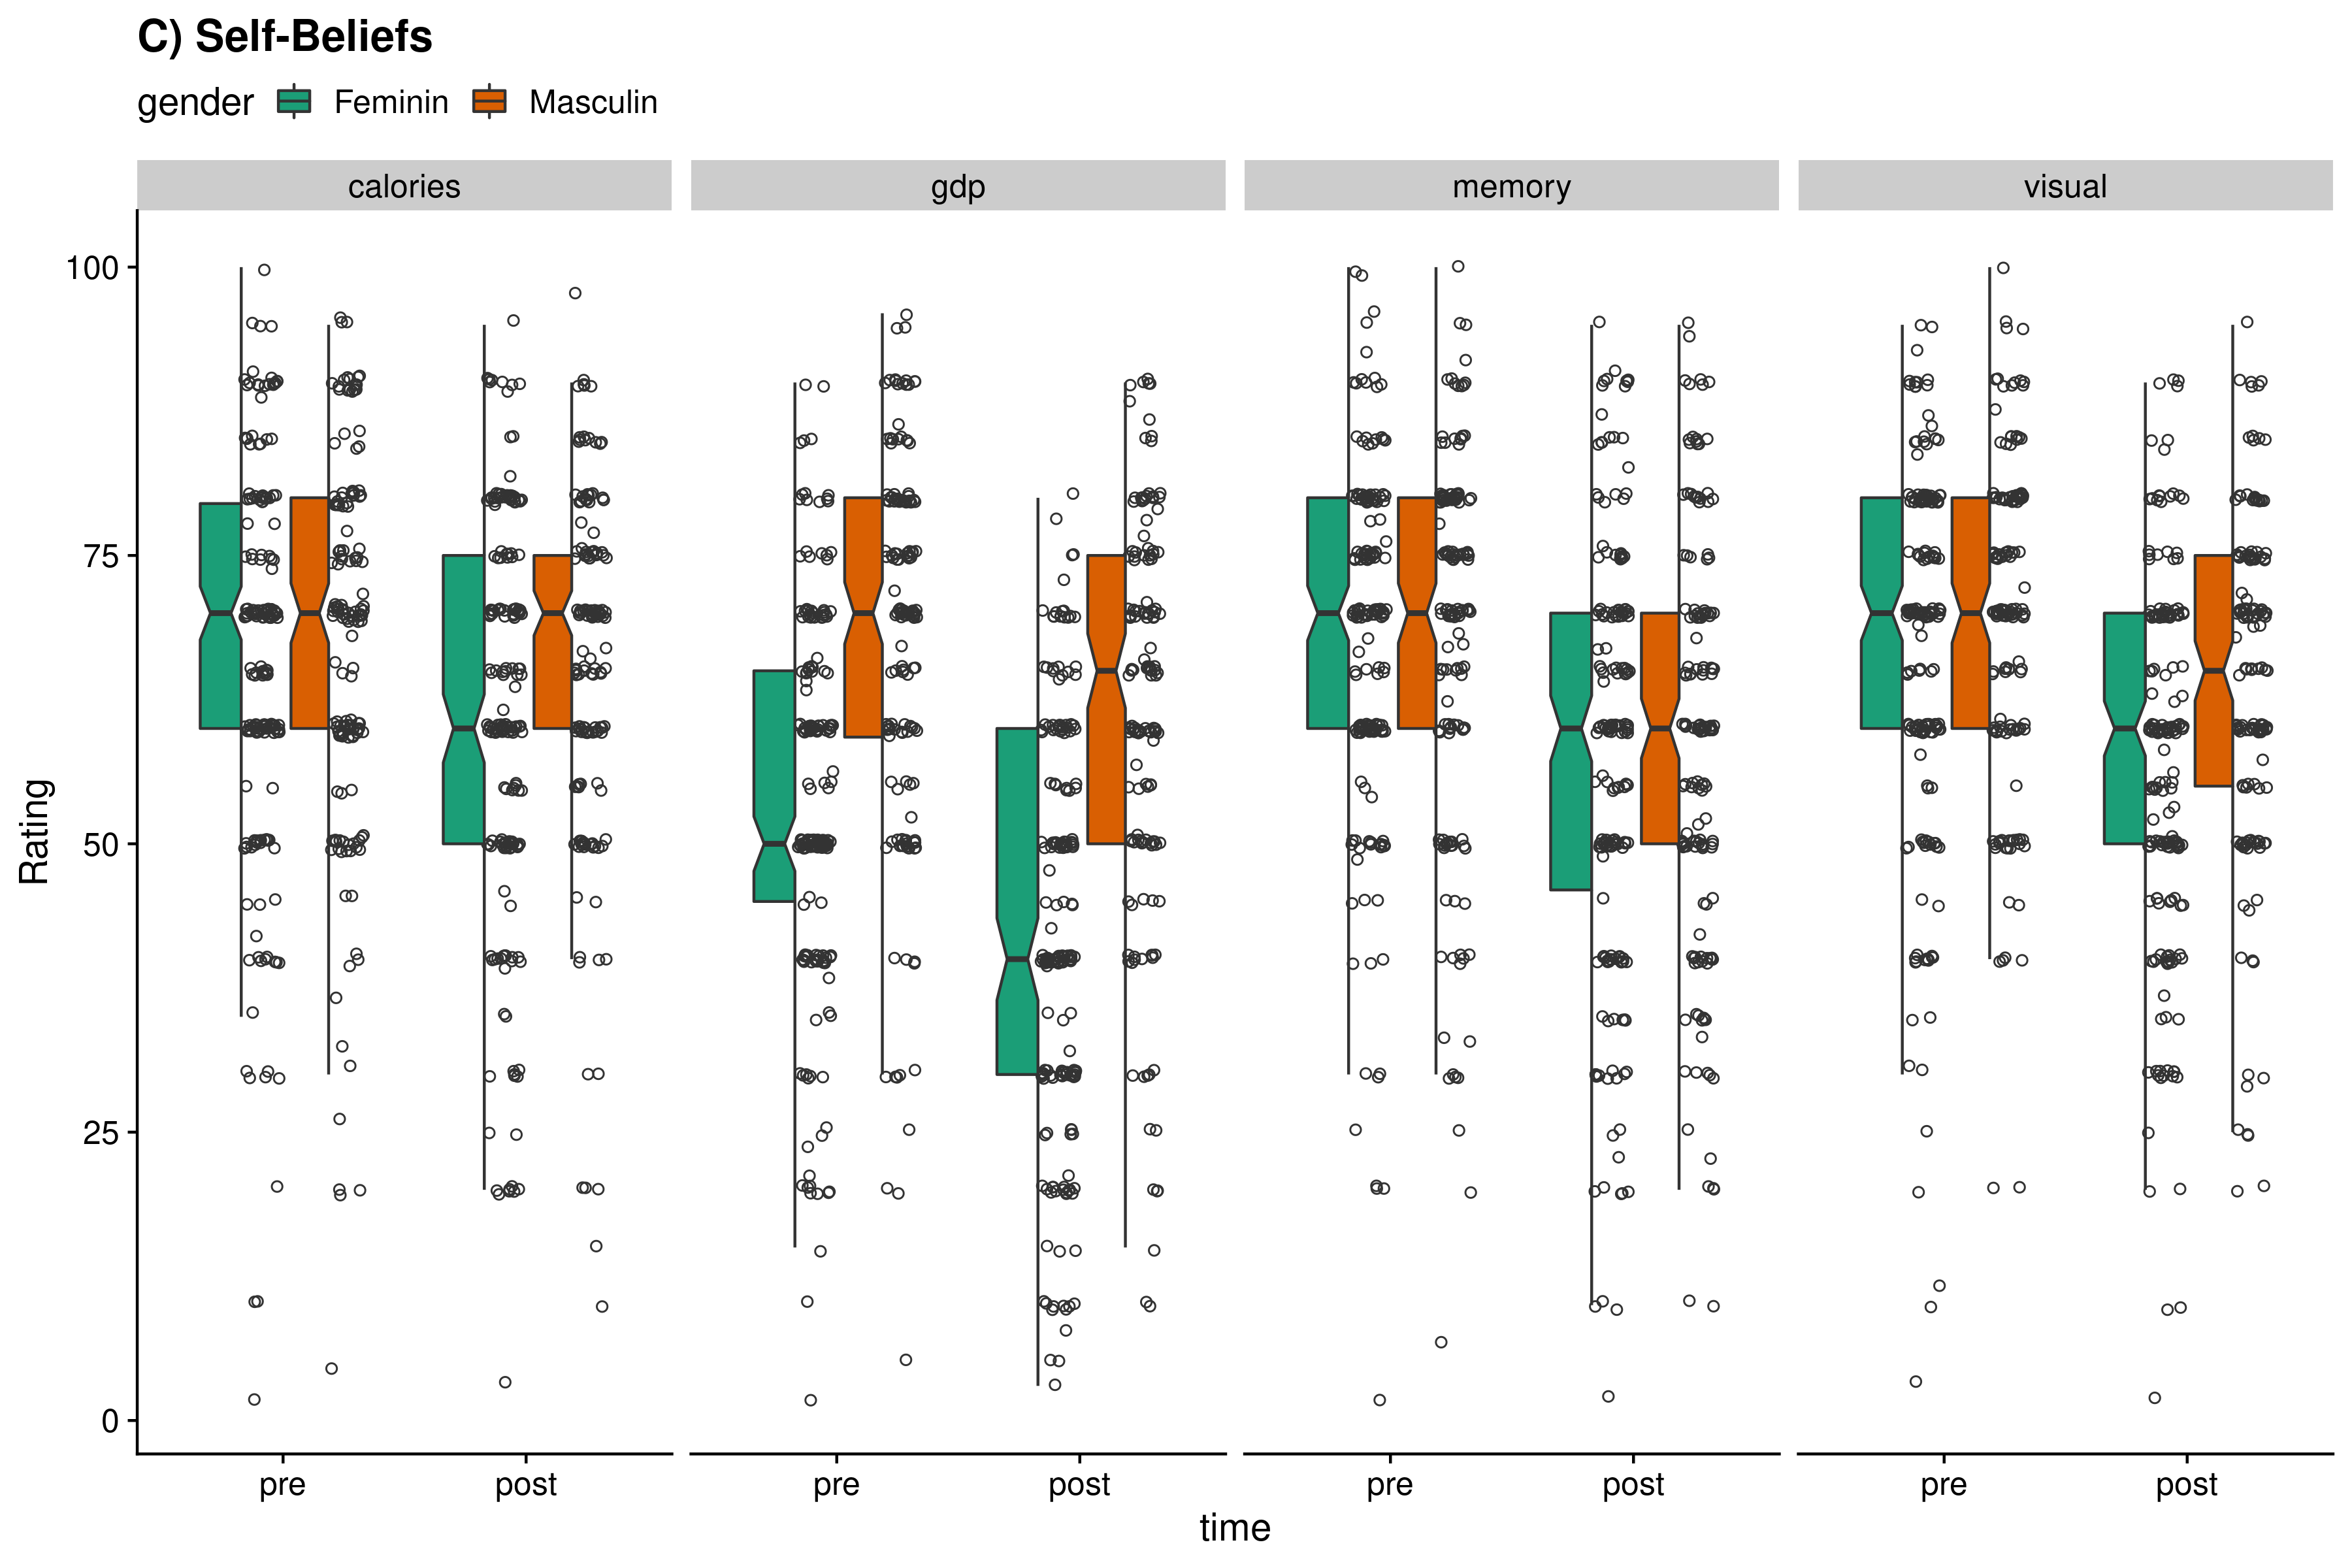 C) Self-Beliefs
gender Feminin Masculin
calories gdp memory visual
100
75
50
25
0
Rating
pre post pre post pre post pre post
time